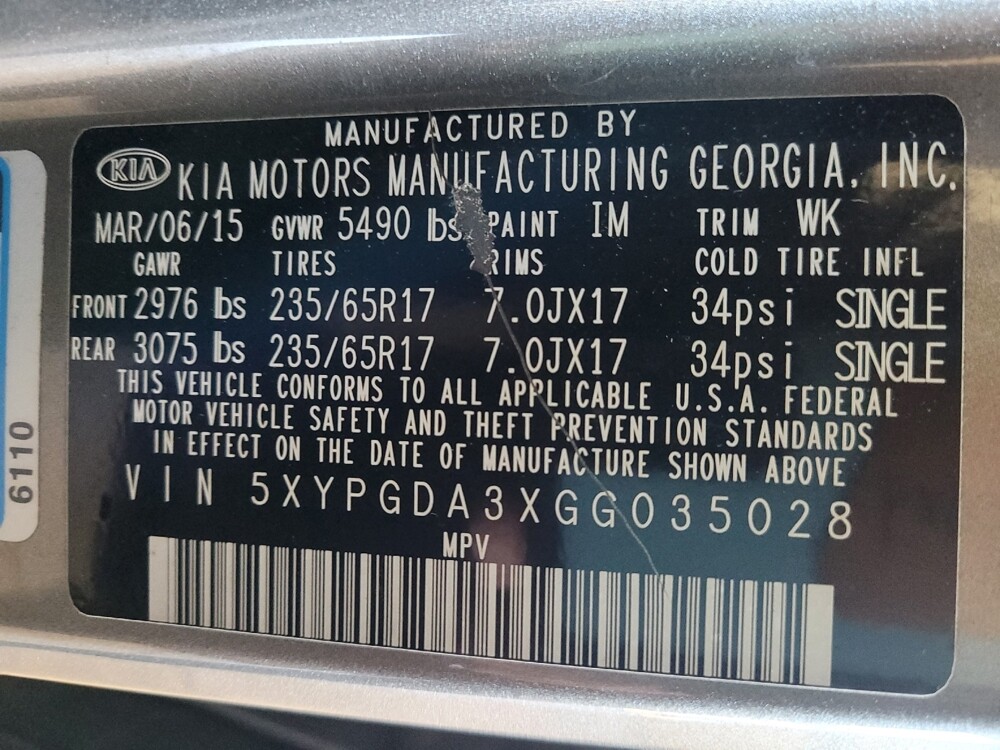 MANUFACTURED BY
KIA KIA MOTORS MANUFACTURING GEORGIA, INC.
MAR/06/15 GVWR 5490 lbs PAINT IM TRIM WK
GAWR TIRES RIMS COLD TIRE INFL
FRONT 2976 lbs 235/65R17 7.0JX17 34psi SINGLE
REAR 3075 lbs 235/65R17 7.0JX17 34psi SINGLE
THIS VEHICLE CONFORMS TO ALL APPLICABLE U.S.A. FEDERAL
MOTOR VEHICLE SAFETY AND THEFT PREVENTION STANDARDS
IN EFFECT ON THE DATE OF MANUFACTURE SHOWN ABOVE
VIN 5XYPGDA3XGG035028
MPV
6110